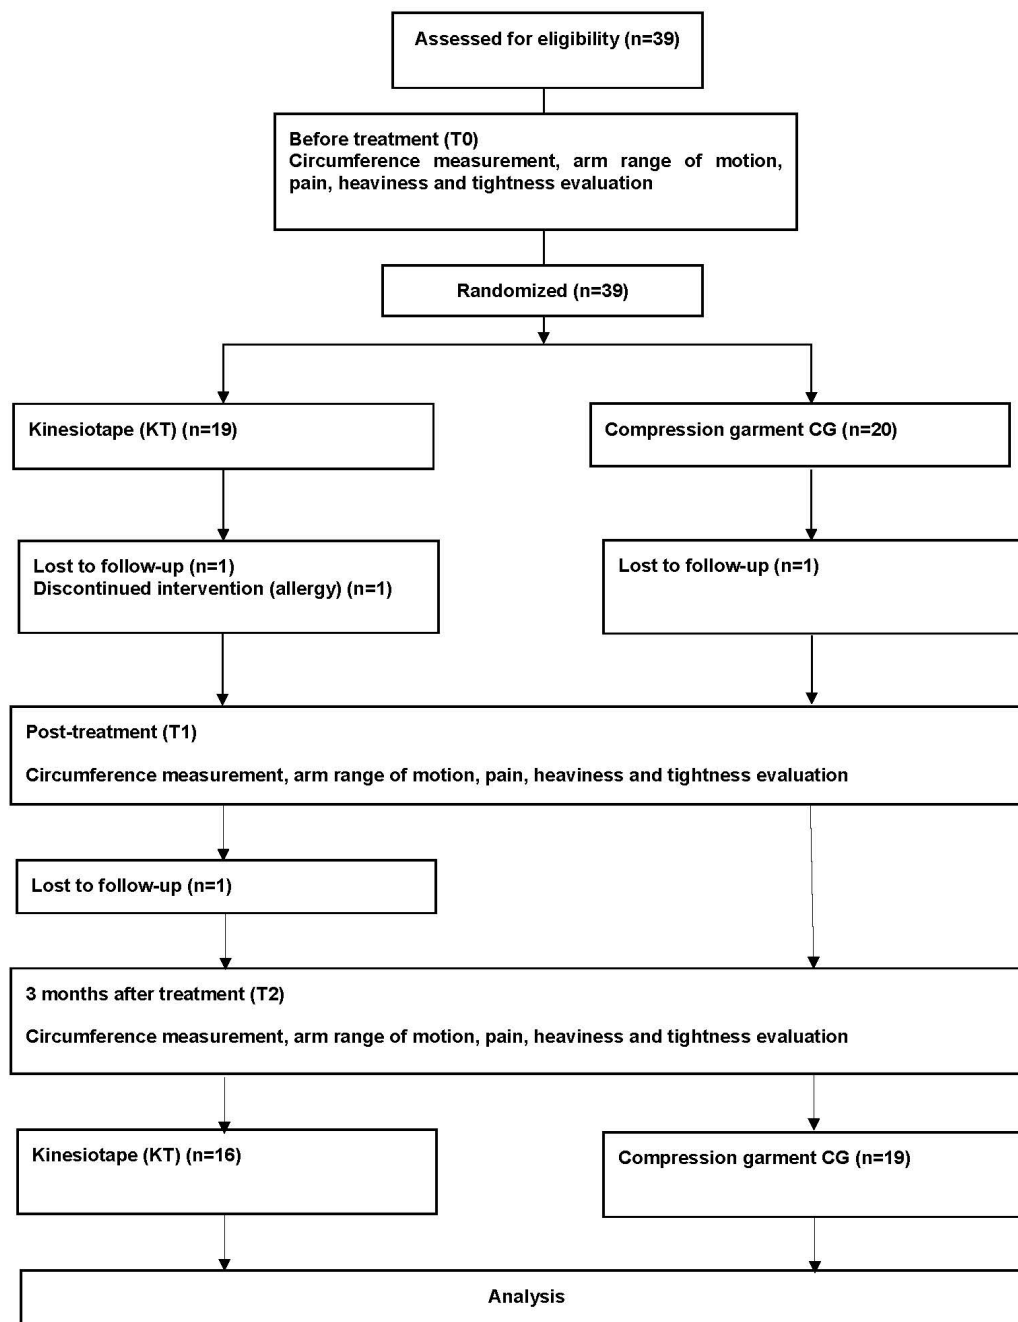 Assessed for eligibility (n=39)
Before treatment (T0)
Circumference measurement, arm range of motion,
pain, heaviness and tightness evaluation
Randomized (n=39)
Kinesiotape (KT) (n=19)
Compression garment CG (n=20)
Lost to follow-up (n=1)
Discontinued intervention (allergy) (n=1)
Lost to follow-up (n=1)
Post-treatment (T1)
Circumference measurement, arm range of motion, pain, heaviness and tightness evaluation
Lost to follow-up (n=1)
3 months after treatment (T2)
Circumference measurement, arm range of motion, pain, heaviness and tightness evaluation
Kinesiotape (KT) (n=16)
Compression garment CG (n=19)
Analysis